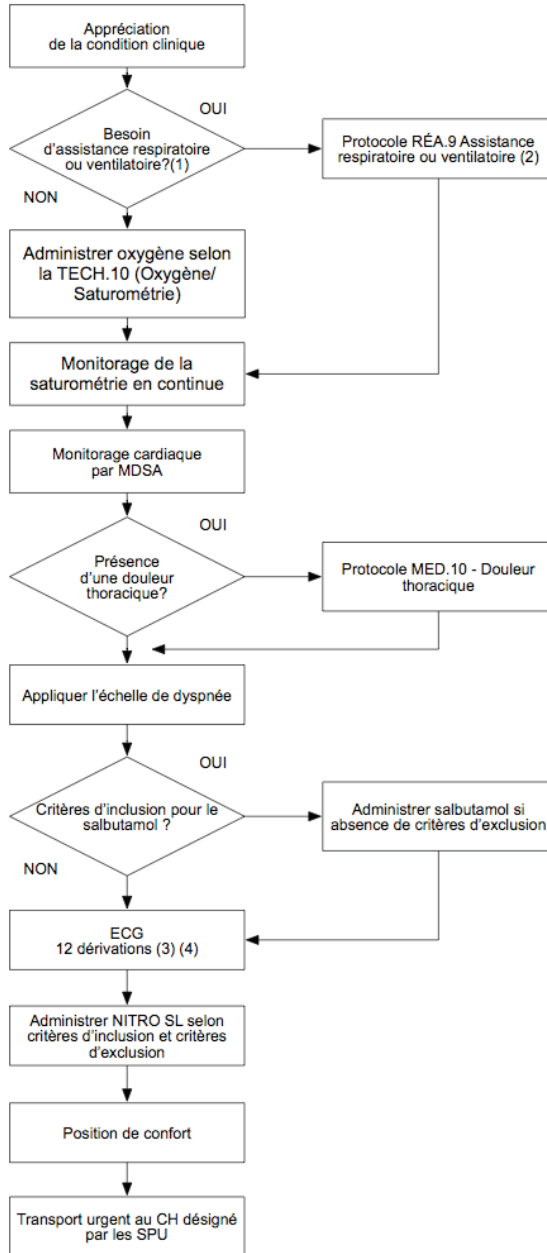 Appréciation
de la condition clinique
OUI
Besoin
d'assistance respiratoire
ou ventilatoire?(1)
Protocole RÉA.9 Assistance
respiratoire ou ventilatoire (2)
NON
Administrer oxygène selon
la TECH.10 (Oxygène/
Saturométrie)
Monitorage de la
saturométrie en continue
Monitorage cardiaque
par MDSA
OUI
Présence
d'une douleur
thoracique?
Protocole MED.10 - Douleur
thoracique
Appliquer l'échelle de dyspnée
OUI
Critères d'inclusion pour le
salbutamol ?
Administrer salbutamol si
absence de critères d'exclusion
NON
ECG
12 dérivations (3) (4)
Administrer NITRO SL selon
critères d'inclusion et critères
d'exclusion
Position de confort
Transport urgent au CH désigné
par les SPU